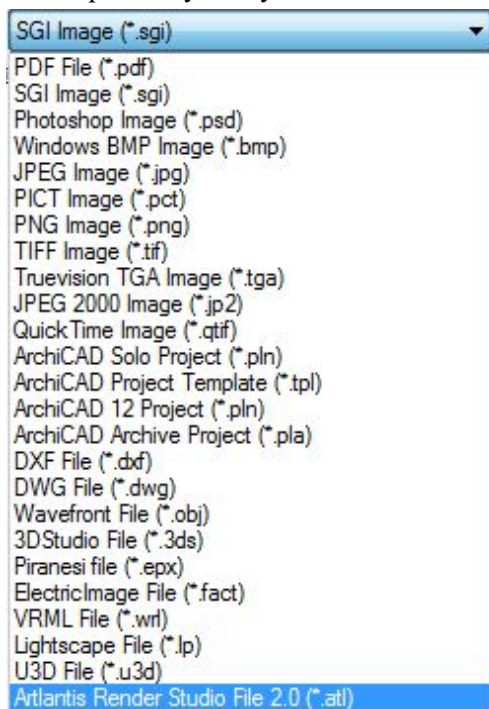 SGI Image (*.sgi)
PDF File (*.pdf)
SGI Image (*.sgi)
Photoshop Image (*.psd)
Windows BMP Image (*.bmp)
JPEG Image (*.jpg)
PICT Image (*.pct)
PNG Image (*.png)
TIFF Image (*.tif)
Truevision TGA Image (*.tga)
JPEG 2000 Image (*.jp2)
QuickTime Image (*.qtif)
ArchiCAD Solo Project (*.pln)
ArchiCAD Project Template (*.tpl)
ArchiCAD 12 Project (*.pln)
ArchiCAD Archive Project (*.pla)
DXF File (*.dxf)
DWG File (*.dwg)
Wavefront File (*.obj)
3DStudio File (*.3ds)
Piranesi file (*.epx)
ElectricImage File (*.fact)
VRML File (*.wrl)
Lightscape File (*.lp)
U3D File (*.u3d)
Artlantis Render Studio File 2.0 (*.atl)